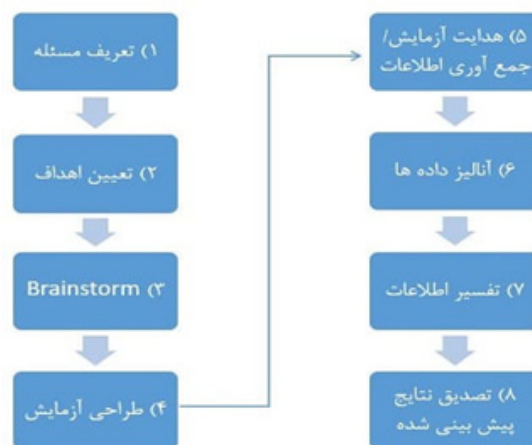 ۱) تعریف مسئله
۲) تعیین اهداف
۳) Brainstorm
۴) طراحی آزمایش
۵) هدایت آزمایش/
جمع آوری اطلاعات
۶) آنالیز داده ها
۷) تفسیر اطلاعات
۸) تصدیق نتایج
پیش بینی شده